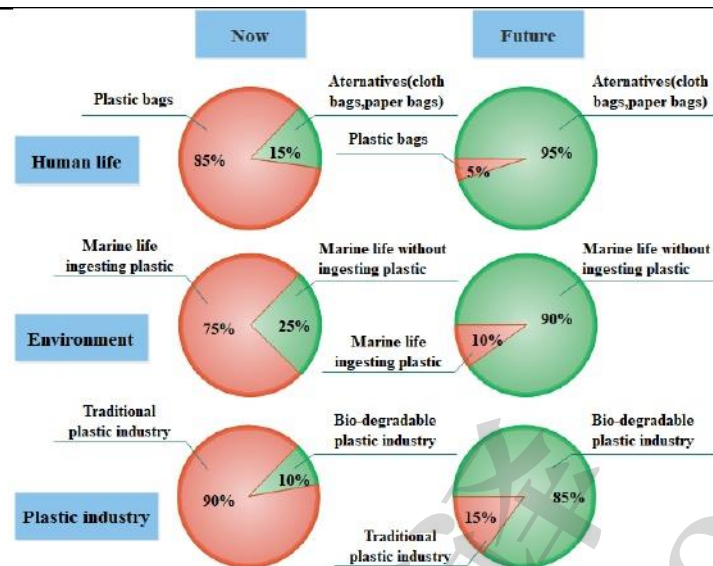 Now
Future
Plastic bags
Aternatives(cloth
bags,paper bags)
Aternatives(cloth
bags,paper bags)
Plastic bags
Human life
85%
15%
5%
95%
Marine life
ingesting plastic
Marine life without
ingesting plastic
Marine life without
ingesting plastic
Environment
75%
25%
Marine life
ingesting plastic
10%
90%
Traditional
plastic industry
Bio-degradable
plastic industry
Bio-degradable
plastic industry
Plastic industry
90%
10%
Traditional
plastic industry
15%
85%